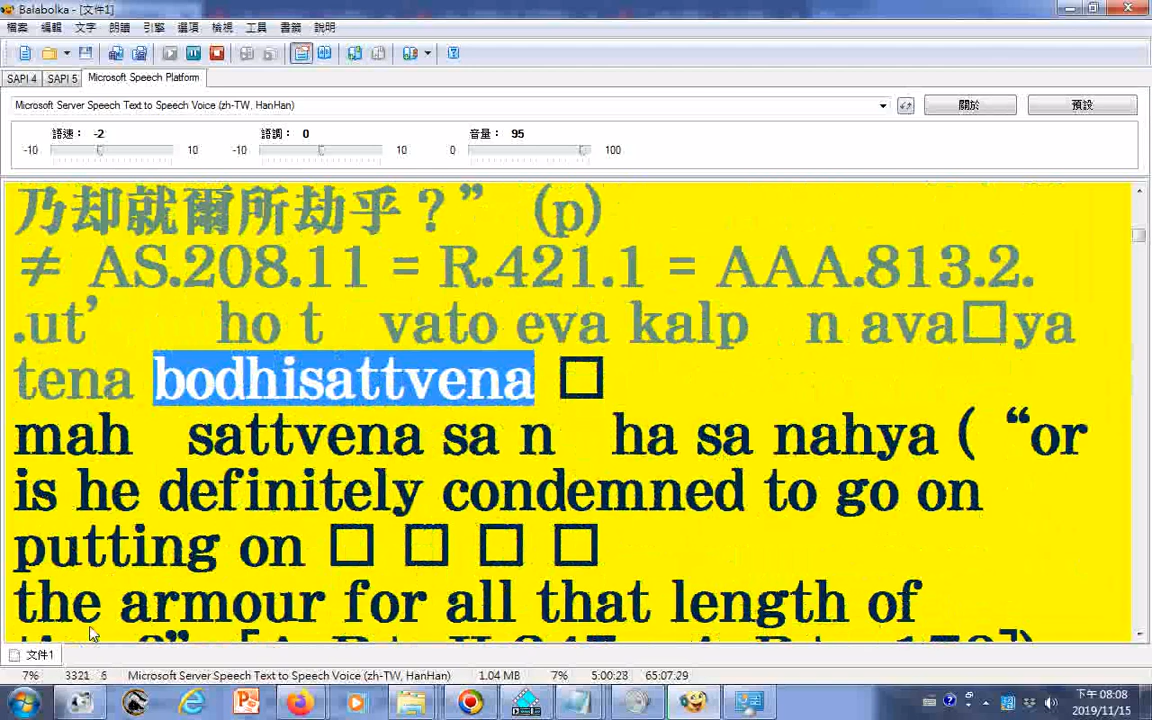 Balabolka - [文件1]
檔案 編輯 文字 朗讀 引擎 選項 檢視 工具 書籤 說明
SAPI 4 SAPI 5 Microsoft Speech Platform
Microsoft Server Speech Text to Speech Voice (zh-TW, HanHan) 關於 預設
語速： -2 語調： 0 音量： 95
-10 10 -10 10 0 100
乃却就爾所劫乎？” (p)
≠ AS.208.11 = R.421.1 = AAA.813.2.
.ut’ ho t vato eva kalp n ava□ya
tena bodhisattvena □
mah sattvena sa n ha sa nahya ( “or
is he definitely condemned to go on
putting on □ □ □ □
the armour for all that length of
文件1
7% 3321 6 Microsoft Server Speech Text to Speech Voice (zh-TW, HanHan) 1.04 MB 7% 5:00:28 65:07:29
下午 08:08
2019/11/15